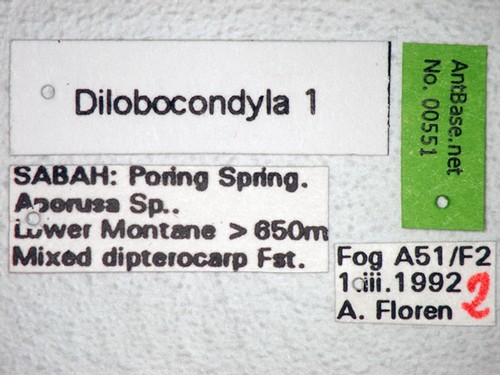 Dilobocondyla 1
AntBase.net
No. 00551
SABAH: Poring Spring.
Aporusa Sp..
Lower Montane > 650m
Mixed dipterocarp Fst.
Fog A51/F2
1.iii.1992
A. Floren
2